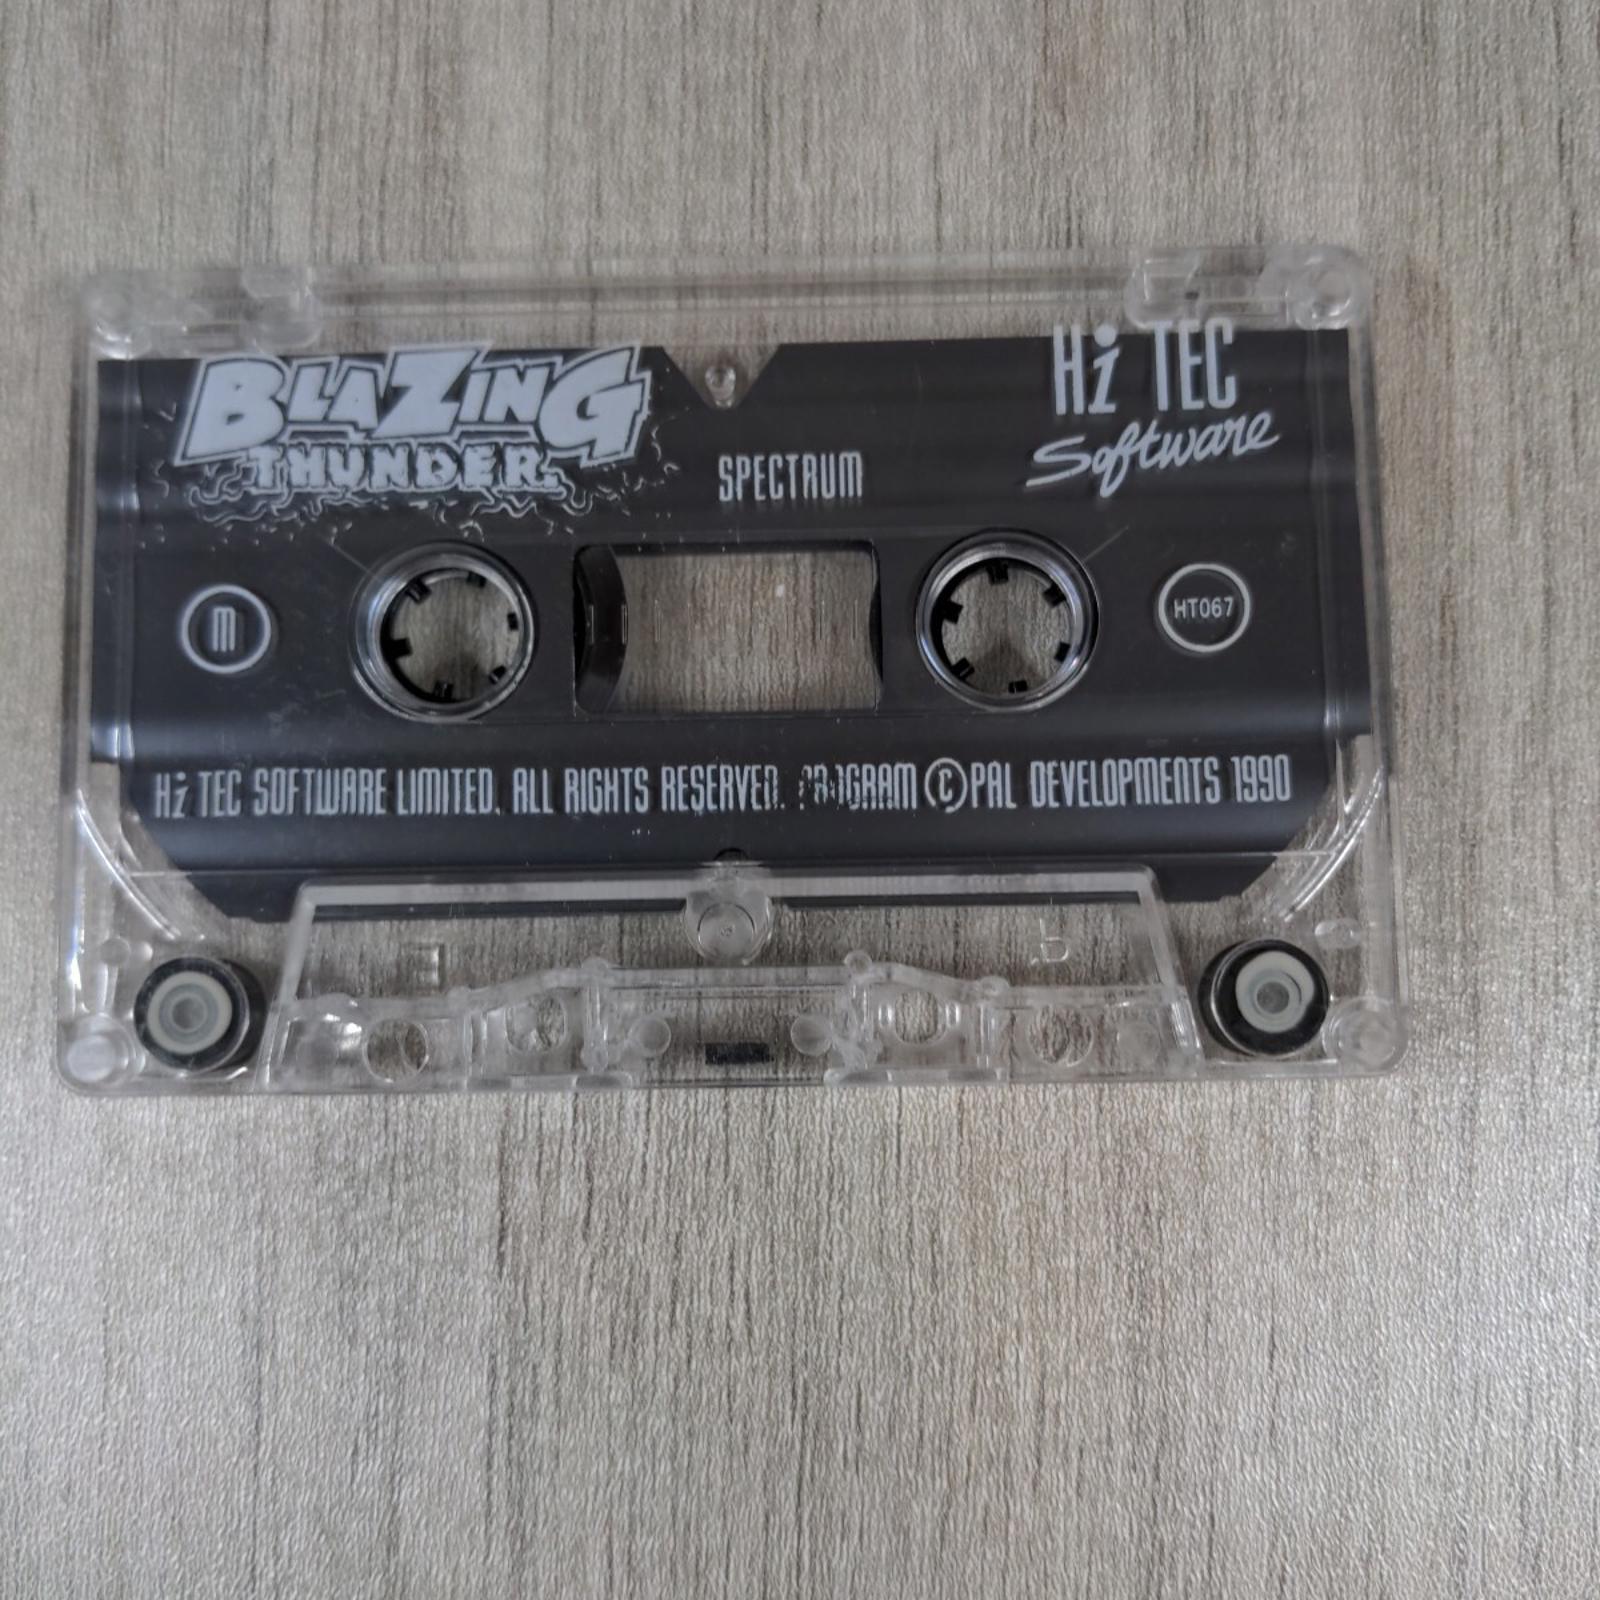 BLAZING
THUNDER.
SPECTRUM
Hi TEC
Software
m
HT067
Hi TEC SOFTWARE LIMITED. ALL RIGHTS RESERVED. PROGRAM © PAL DEVELOPMENTS 1990